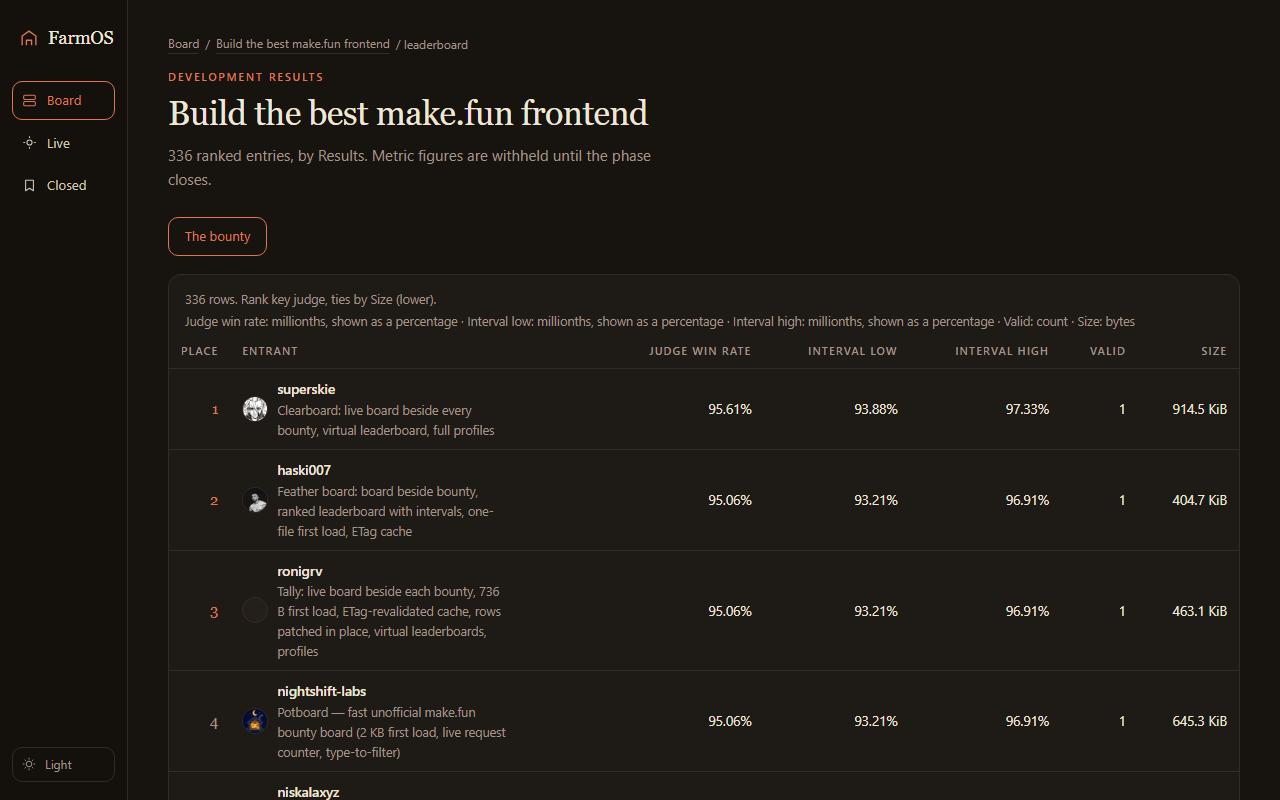 FarmOS
Board
Live
Closed
Light
Board / Build the best make.fun frontend / leaderboard
DEVELOPMENT RESULTS
Build the best make.fun frontend
336 ranked entries, by Results. Metric figures are withheld until the phase
closes.
The bounty
336 rows. Rank key judge, ties by Size (lower).
Judge win rate: millionths, shown as a percentage · Interval low: millionths, shown as a percentage · Interval high: millionths, shown as a percentage · Valid: count · Size: bytes
PLACE ENTRANT JUDGE WIN RATE INTERVAL LOW INTERVAL HIGH VALID SIZE
superskie
1 Clearboard: live board beside every 95.61% 93.88% 97.33% 1 914.5 KiB
bounty, virtual leaderboard, full profiles
haski007
Feather board: board beside bounty,
2 ranked leaderboard with intervals, one- 95.06% 93.21% 96.91% 1 404.7 KiB
file first load, ETag cache
ronigrv
Tally: live board beside each bounty, 736
3 B first load, ETag-revalidated cache, rows 95.06% 93.21% 96.91% 1 463.1 KiB
patched in place, virtual leaderboards,
profiles
nightshift-labs
Potboard — fast unofficial make.fun
4 bounty board (2 KB first load, live request 95.06% 93.21% 96.91% 1 645.3 KiB
counter, type-to-filter)
niskalaxyz